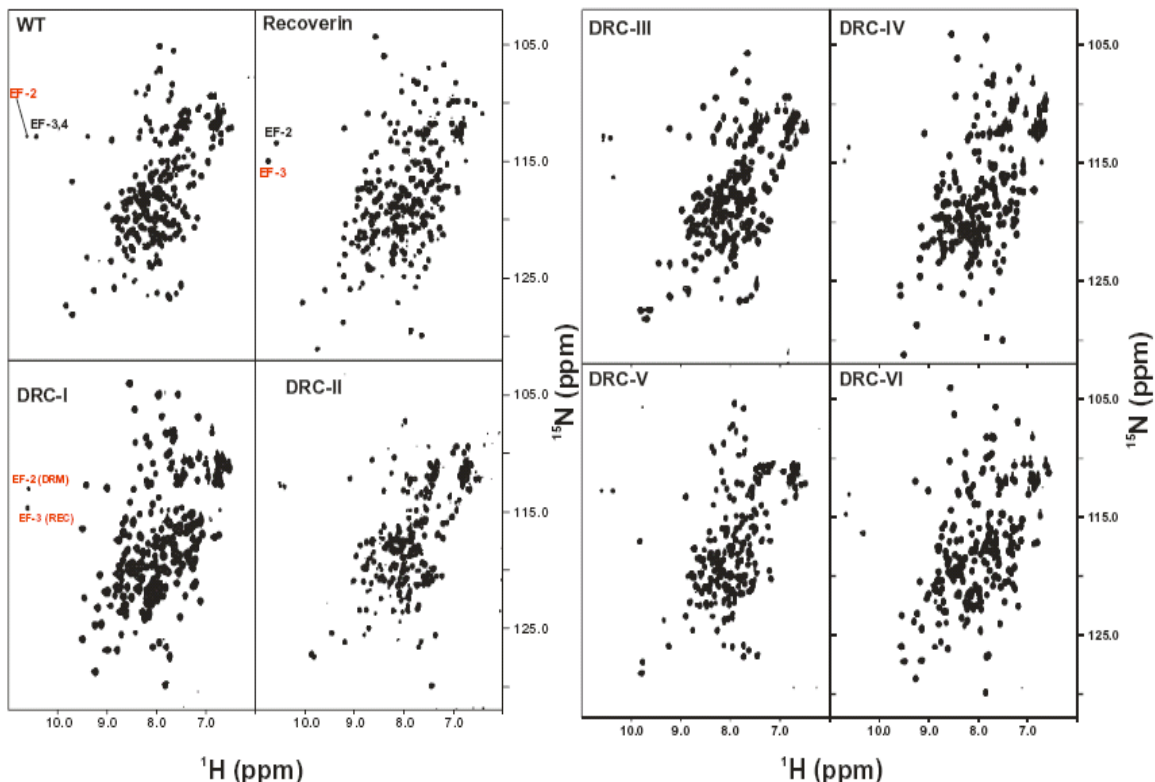 WT
Recoverin
EF-2
EF-3,4
EF-2
EF-3
105.0
115.0
125.0
DRC-I
DRC-II
EF-2 (DRM)
EF-3 (REC)
105.0
115.0
125.0
10.0 9.0 8.0 7.0
10.0 9.0 8.0 7.0
¹H (ppm)
¹⁵N (ppm)
DRC-III
DRC-IV
105.0
115.0
125.0
DRC-V
DRC-VI
105.0
115.0
125.0
10.0 9.0 8.0 7.0
10.0 9.0 8.0 7.0
¹H (ppm)
¹⁵N (ppm)